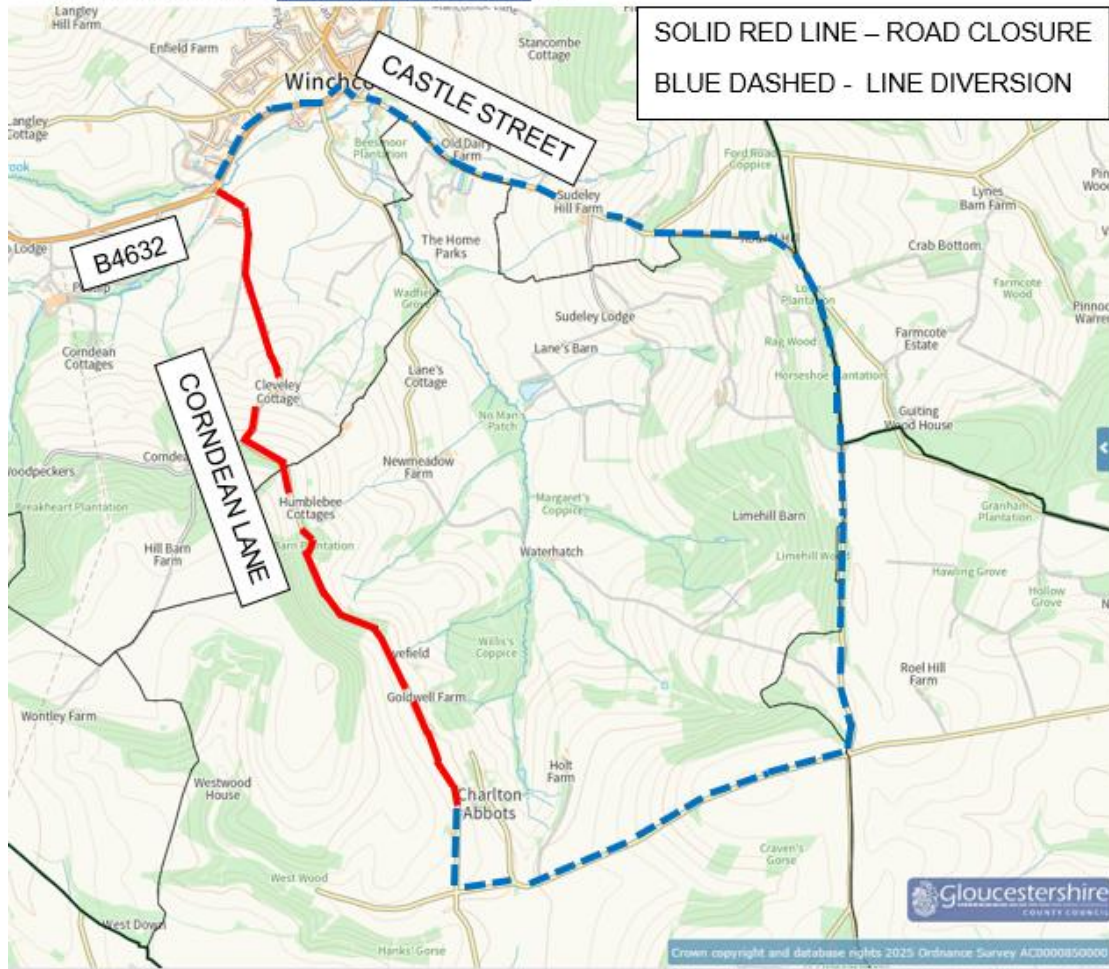 SOLID RED LINE – ROAD CLOSURE
BLUE DASHED - LINE DIVERSION
Langley
Hill Farm
Enfield Farm
Stancombe
Cottage
CASTLE STREET
Langley
Cottage
Beesmoor
Plantation
Old Dairy
Farm
Ford Road
Coppice
Lynes
Barn Farm
Sudeley
Hill Farm
Lodge
B4632
The Home
Parks
Crab Bottom
Wadfield
Farmcote
Wood
Sudeley Lodge
Plantation
Farmcote
Estate
Corndean
Cottages
Lane's Barn
Rag Wood
Cleveley
Cottage
Lane's
Cottage
Horseshoe Plantation
CORNDEAN LANE
No Man's
Patch
Guiting
Wood House
Newmeadow
Farm
Breakheart Plantation
Humblebee
Cottages
Margaret's
Coppice
Limehill Barn
Granham
Plantation
Hill Barn
Farm
Plantation
Waterhatch
Hawling Grove
Hollow
Grove
Willis's
Coppice
Goldwell Farm
Roel Hill
Farm
Wontley Farm
Westwood
House
Holt
Farm
Charlton
Abbots
Craven's
Gorse
West Wood
West Down
Hanks' Gorse
Gloucestershire
COUNTY COUNCIL
Crown copyright and database rights 2025 Ordnance Survey AC0000850000